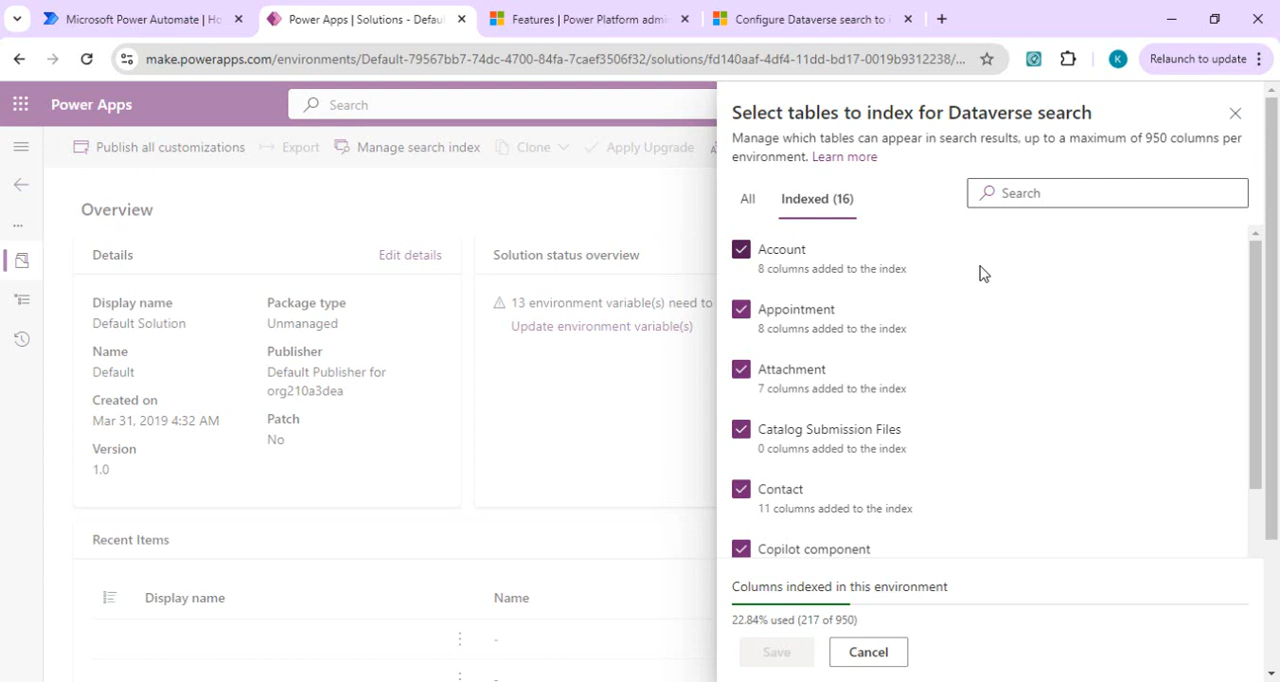 Microsoft Power Automate | Ho
Power Apps | Solutions - Defau
Features | Power Platform admi
Configure Dataverse search to i
make.powerapps.com/environments/Default-79567bb7-74dc-4700-84fa-7caef3506f32/solutions/fd140aaf-4df4-11dd-bd17-0019b9312238/...
K
Relaunch to update
Power Apps
Search
Publish all customizations
Export
Manage search index
Clone
Apply Upgrade
Overview
Details
Edit details
Display name
Default Solution
Name
Default
Created on
Mar 31, 2019 4:32 AM
Version
1.0
Package type
Unmanaged
Publisher
Default Publisher for
org210a3dea
Patch
No
Solution status overview
13 environment variable(s) need to
Update environment variable(s)
Recent Items
Display name
Name
-
-
Select tables to index for Dataverse search
Manage which tables can appear in search results, up to a maximum of 950 columns per
environment. Learn more
All
Indexed (16)
Search
Account
8 columns added to the index
Appointment
8 columns added to the index
Attachment
7 columns added to the index
Catalog Submission Files
0 columns added to the index
Contact
11 columns added to the index
Copilot component
Columns indexed in this environment
22.84% used (217 of 950)
Save
Cancel